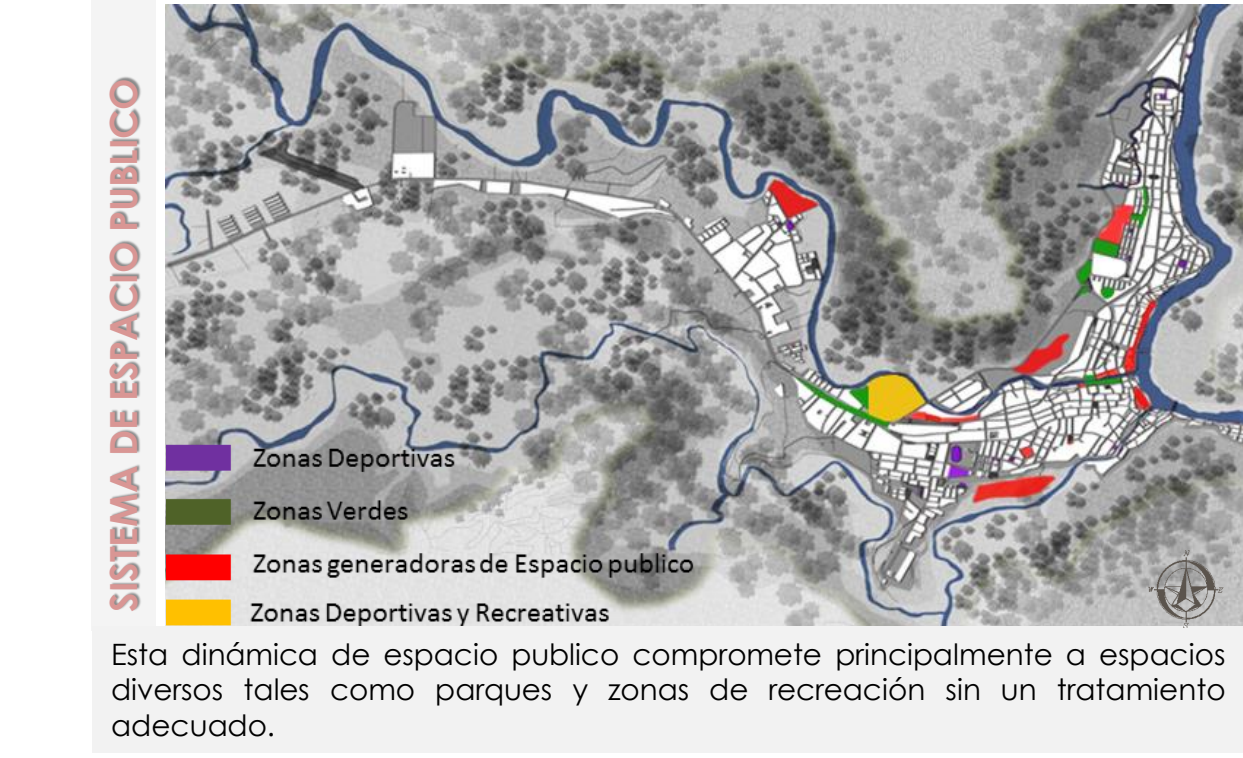 SISTEMA DE ESPACIO PUBLICO
Zonas Deportivas
Zonas Verdes
Zonas generadoras de Espacio publico
Zonas Deportivas y Recreativas
Esta dinámica de espacio publico compromete principalmente a espacios
diversos tales como parques y zonas de recreación sin un tratamiento
adecuado.